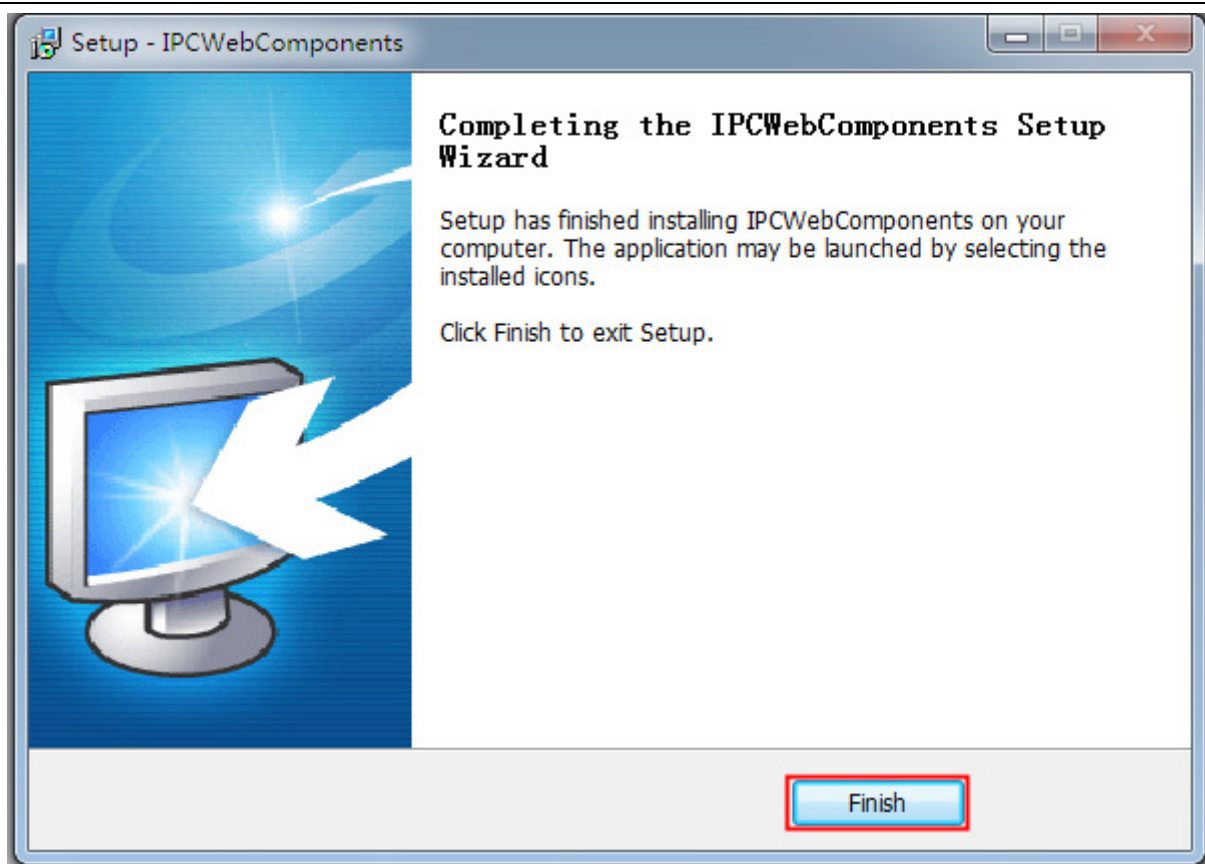 Setup - IPCWebComponents
Completing the IPCWebComponents Setup
Wizard
Setup has finished installing IPCWebComponents on your
computer. The application may be launched by selecting the
installed icons.
Click Finish to exit Setup.
Finish